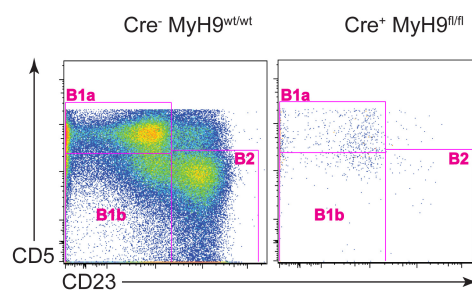 Cre⁻ MyH9ʷᵗ/ʷᵗ
Cre⁺ MyH9ᶠˡ/ᶠˡ
B1a
B2
B1b
B1a
B2
B1b
CD5
CD23